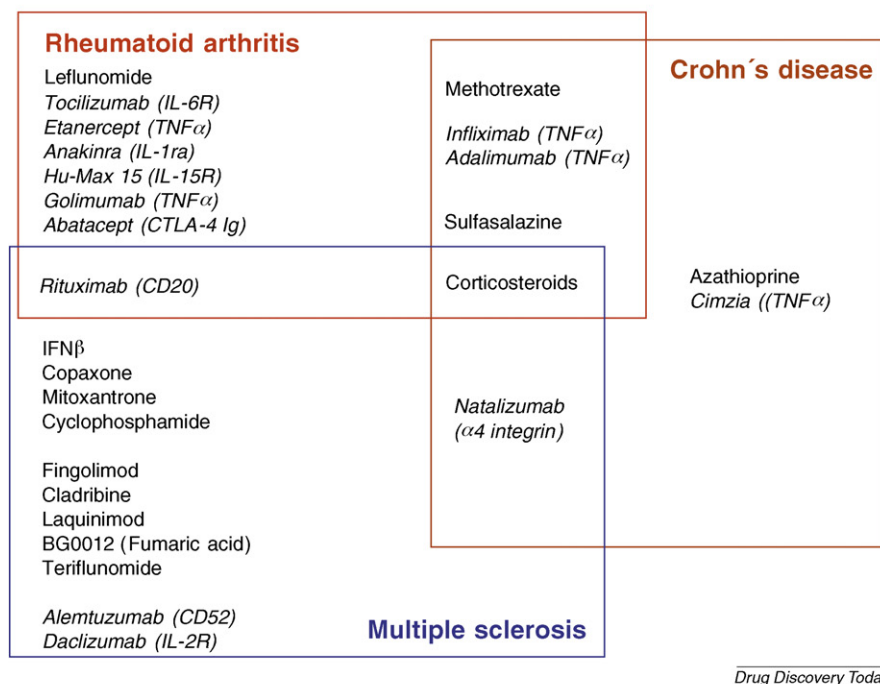 Rheumatoid arthritis
Leflunomide
Tocilizumab (IL-6R)
Etanercept (TNFα)
Anakinra (IL-1ra)
Hu-Max 15 (IL-15R)
Golimumab (TNFα)
Abatacept (CTLA-4 Ig)
Crohn´s disease
Methotrexate
Infliximab (TNFα)
Adalimumab (TNFα)
Sulfasalazine
Rituximab (CD20)
Corticosteroids
Azathioprine
Cimzia ((TNFα)
IFNβ
Copaxone
Mitoxantrone
Cyclophosphamide
Natalizumab
(α4 integrin)
Fingolimod
Cladribine
Laquinimod
BG0012 (Fumaric acid)
Teriflunomide
Alemtuzumab (CD52)
Daclizumab (IL-2R)
Multiple sclerosis
Drug Discovery Toda